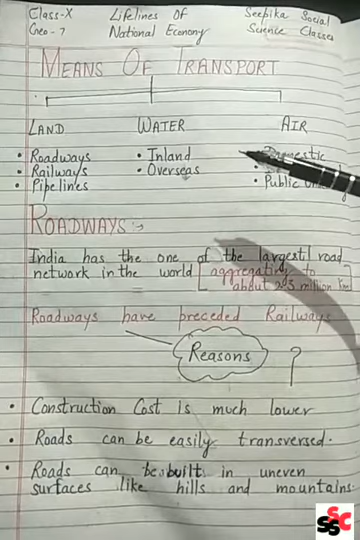 Class-X
Lifelines Of
Seepika Social
Geo-7
National Economy
Science Classes
MEANS OF TRANSPORT
LAND
WATER
AIR
• Roadways
• Inland
• Domestic
• Railways
• Overseas
• Pipelines
• Public
ROADWAYS:→
India has the one of the largest road
network in the world [aggregating to
about 2.3 million km]
Roadways have preceded Railways
Reasons
?
• Construction Cost is much lower
• Roads can be easily transversed.
• Roads can be built in uneven
surfaces like hills and mountains.
SSC